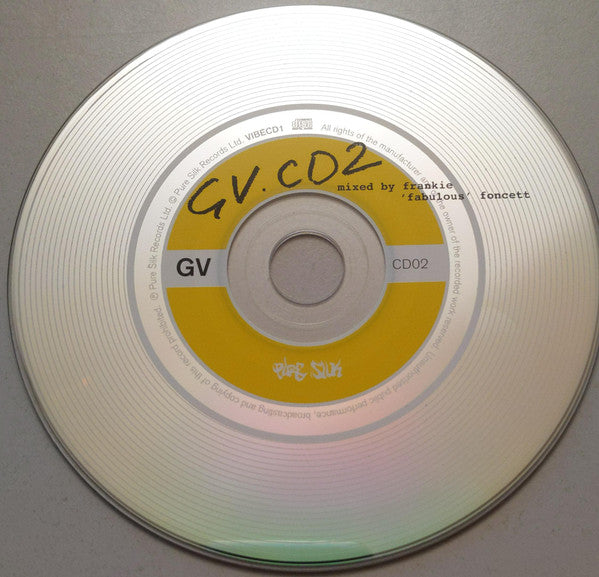 GV.CD2
mixed by frankie
'fabulous' foncett
GV
CD02
PURE SILK
℗ Pure Silk Records Ltd. © Pure Silk Records Ltd. VIBECD1
All rights of the manufacturer and the owner of the recorded work reserved. Unauthorised public performance, broadcasting and copying of this record prohibited.